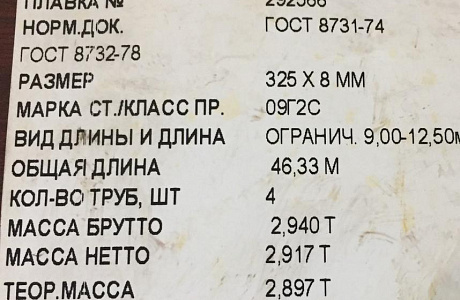 ПЛАВКА № 292566
НОРМ.ДОК. ГОСТ 8731-74
ГОСТ 8732-78
РАЗМЕР 325 X 8 ММ
МАРКА СТ./КЛАСС ПР. 09Г2С
ВИД ДЛИНЫ И ДЛИНА ОГРАНИЧ. 9,00-12,50м
ОБЩАЯ ДЛИНА 46,33 М
КОЛ-ВО ТРУБ, ШТ 4
МАССА БРУТТО 2,940 Т
МАССА НЕТТО 2,917 Т
ТЕОР.МАССА 2,897 Т